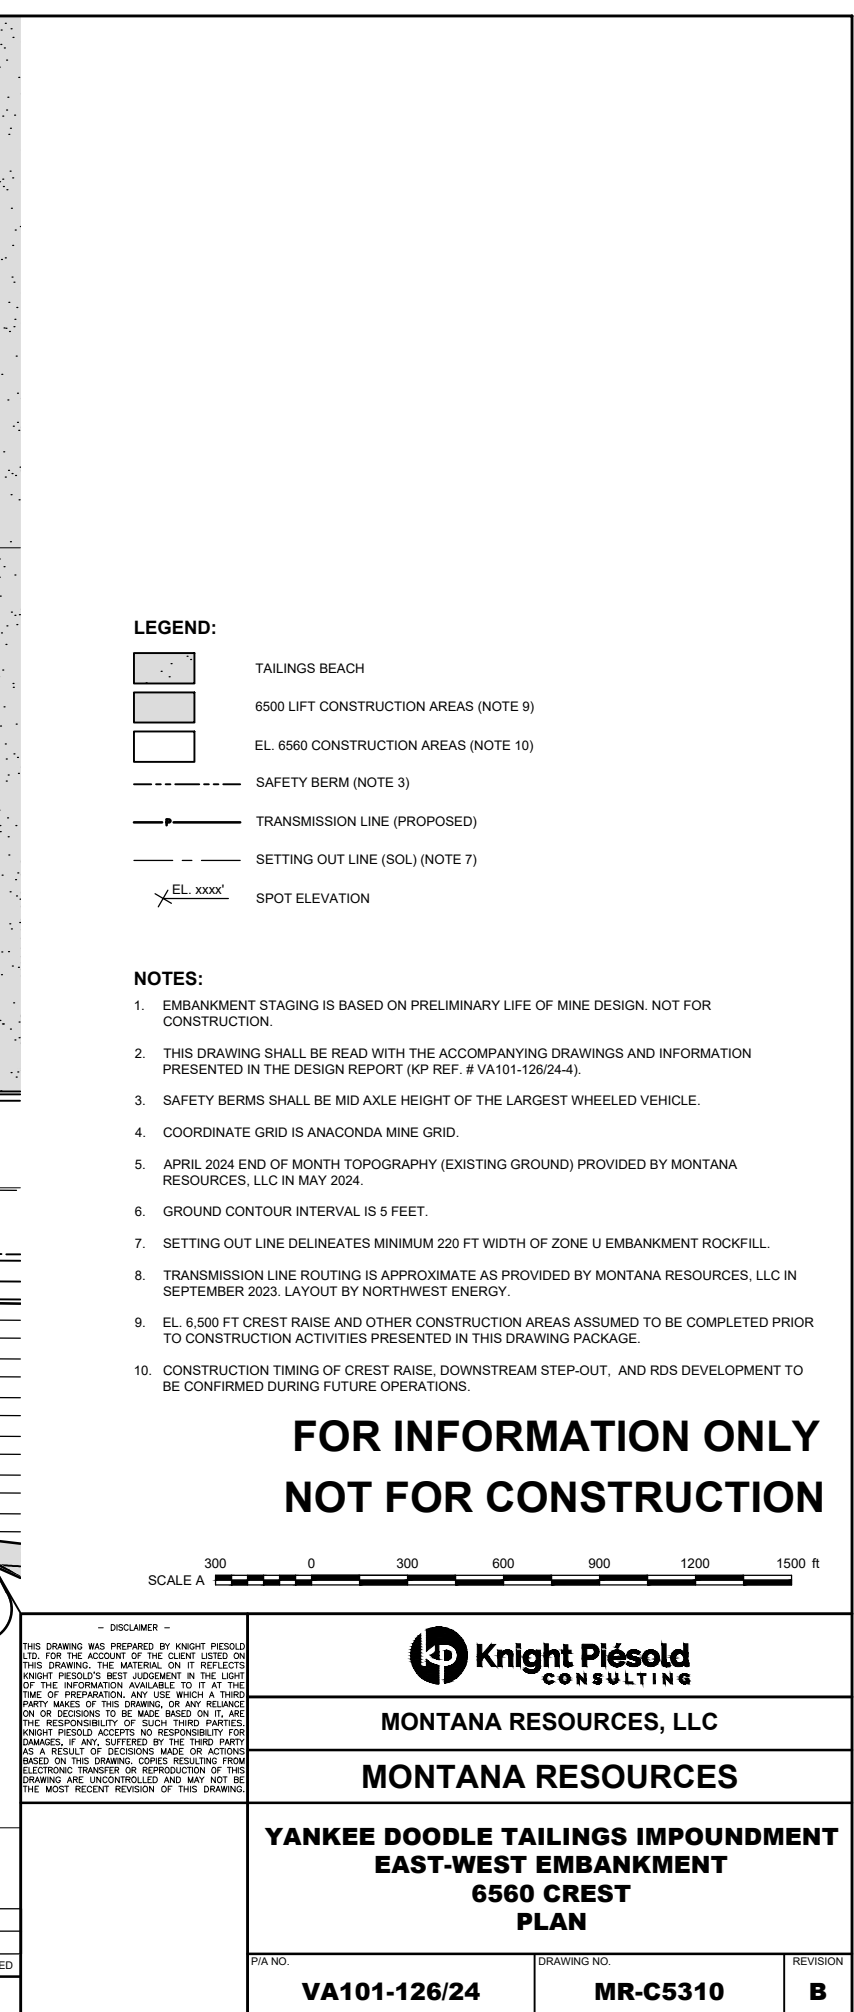 LEGEND:
TAILINGS BEACH
6500 LIFT CONSTRUCTION AREAS (NOTE 9)
EL. 6560 CONSTRUCTION AREAS (NOTE 10)
SAFETY BERM (NOTE 3)
P
TRANSMISSION LINE (PROPOSED)
SETTING OUT LINE (SOL) (NOTE 7)
EL. xxxx'
SPOT ELEVATION
NOTES:
1. EMBANKMENT STAGING IS BASED ON PRELIMINARY LIFE OF MINE DESIGN. NOT FOR
CONSTRUCTION.
2. THIS DRAWING SHALL BE READ WITH THE ACCOMPANYING DRAWINGS AND INFORMATION
PRESENTED IN THE DESIGN REPORT (KP REF. # VA101-126/24-4).
3. SAFETY BERMS SHALL BE MID AXLE HEIGHT OF THE LARGEST WHEELED VEHICLE.
4. COORDINATE GRID IS ANACONDA MINE GRID.
5. APRIL 2024 END OF MONTH TOPOGRAPHY (EXISTING GROUND) PROVIDED BY MONTANA
RESOURCES, LLC IN MAY 2024.
6. GROUND CONTOUR INTERVAL IS 5 FEET.
7. SETTING OUT LINE DELINEATES MINIMUM 220 FT WIDTH OF ZONE U EMBANKMENT ROCKFILL.
8. TRANSMISSION LINE ROUTING IS APPROXIMATE AS PROVIDED BY MONTANA RESOURCES, LLC IN
SEPTEMBER 2023. LAYOUT BY NORTHWEST ENERGY.
9. EL. 6,500 FT CREST RAISE AND OTHER CONSTRUCTION AREAS ASSUMED TO BE COMPLETED PRIOR
TO CONSTRUCTION ACTIVITIES PRESENTED IN THIS DRAWING PACKAGE.
10. CONSTRUCTION TIMING OF CREST RAISE, DOWNSTREAM STEP-OUT, AND RDS DEVELOPMENT TO
BE CONFIRMED DURING FUTURE OPERATIONS.
FOR INFORMATION ONLY
NOT FOR CONSTRUCTION
300 0 300 600 900 1200 1500 ft
SCALE A
– DISCLAIMER –
THIS DRAWING WAS PREPARED BY KNIGHT PIESOLD
LTD. FOR THE ACCOUNT OF THE CLIENT LISTED ON
THIS DRAWING. THE MATERIAL ON IT REFLECTS
KNIGHT PIESOLD'S BEST JUDGEMENT IN THE LIGHT
OF THE INFORMATION AVAILABLE TO IT AT THE
TIME OF PREPARATION. ANY USE WHICH A THIRD
PARTY MAKES OF THIS DRAWING, OR ANY RELIANCE
ON OR DECISIONS TO BE MADE BASED ON IT, ARE
THE RESPONSIBILITY OF SUCH THIRD PARTIES.
KNIGHT PIESOLD ACCEPTS NO RESPONSIBILITY FOR
DAMAGES, IF ANY, SUFFERED BY THE THIRD PARTY
AS A RESULT OF DECISIONS MADE OR ACTIONS
BASED ON THIS DRAWING. COPIES RESULTING FROM
ELECTRONIC TRANSFER OR REPRODUCTION OF THIS
DRAWING ARE UNCONTROLLED AND MAY NOT BE
THE MOST RECENT REVISION OF THIS DRAWING.
kp Knight Piésold
CONSULTING
MONTANA RESOURCES, LLC
MONTANA RESOURCES
YANKEE DOODLE TAILINGS IMPOUNDMENT
EAST-WEST EMBANKMENT
6560 CREST
PLAN
ED
P/A NO.
VA101-126/24
DRAWING NO.
MR-C5310
REVISION
B